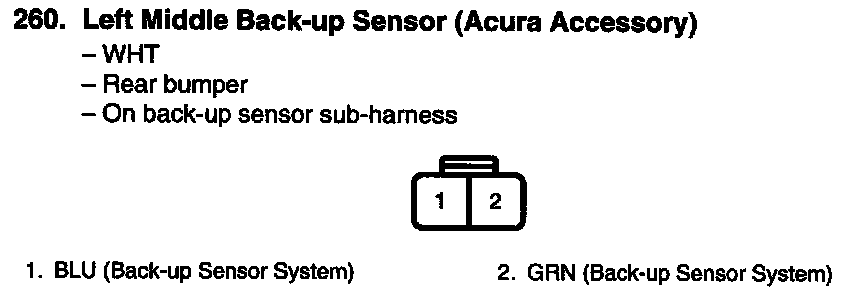 260. Left Middle Back-up Sensor (Acura Accessory)
– WHT
– Rear bumper
– On back-up sensor sub-harness
1 2
1. BLU (Back-up Sensor System) 2. GRN (Back-up Sensor System)